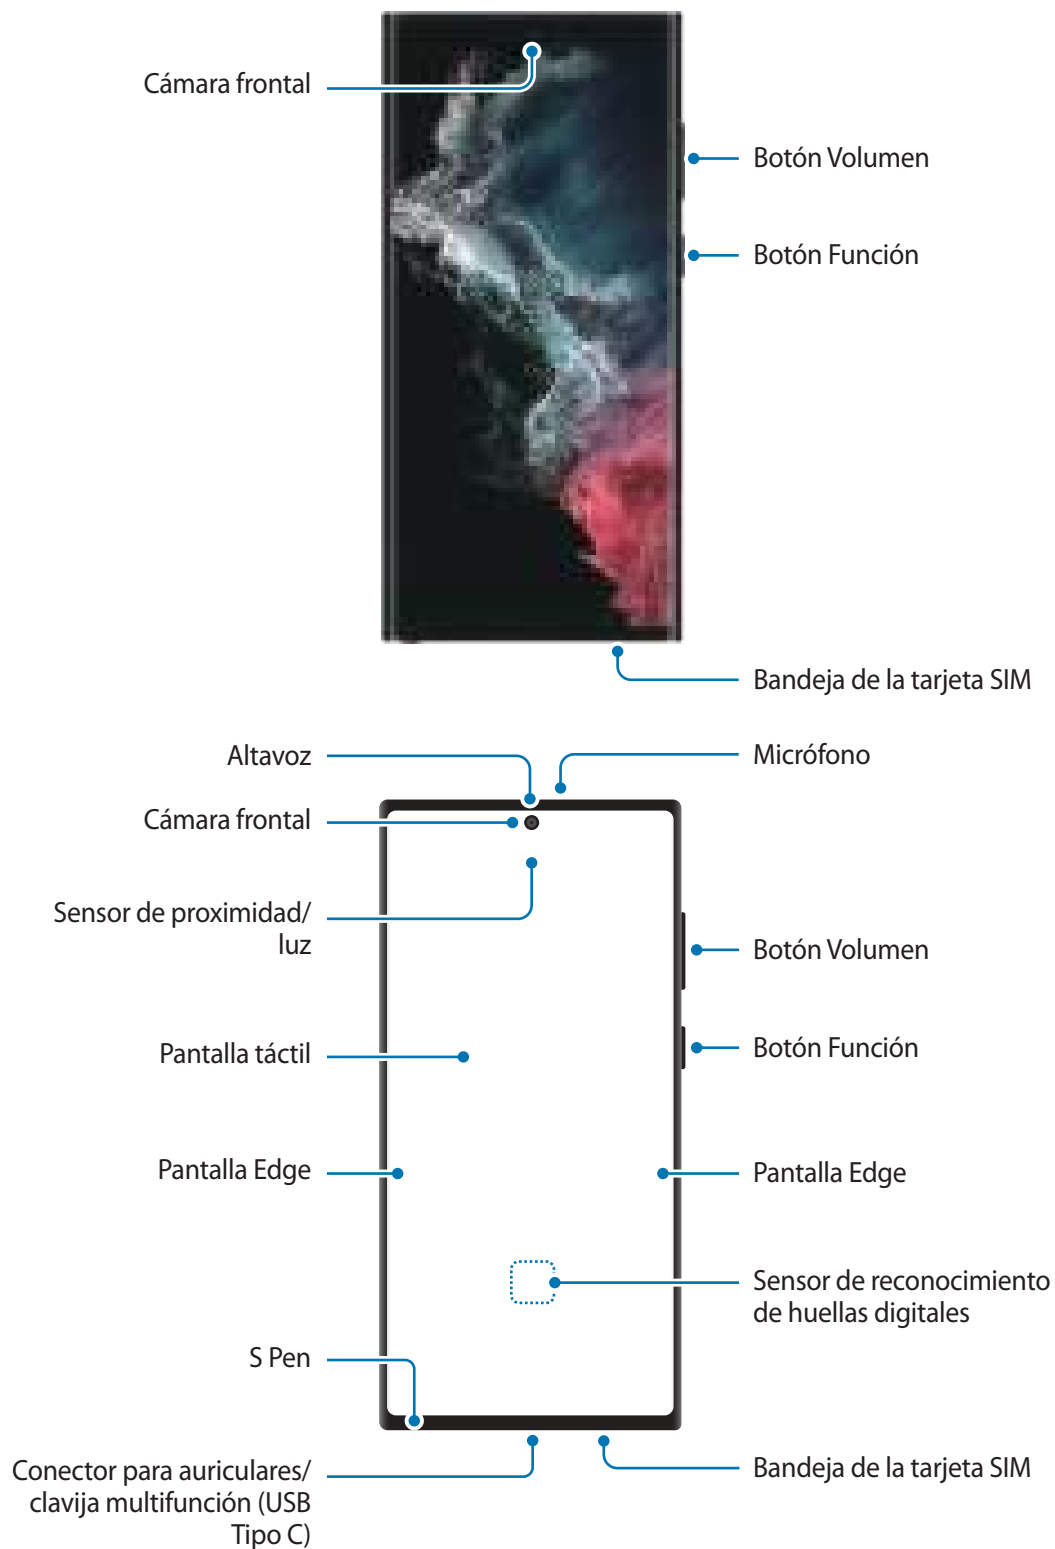 Cámara frontal
Botón Volumen
Botón Función
Bandeja de la tarjeta SIM
Altavoz
Micrófono
Cámara frontal
Sensor de proximidad/
luz
Botón Volumen
Pantalla táctil
Botón Función
Pantalla Edge
Pantalla Edge
Sensor de reconocimiento
de huellas digitales
S Pen
Conector para auriculares/
clavija multifunción (USB
Tipo C)
Bandeja de la tarjeta SIM